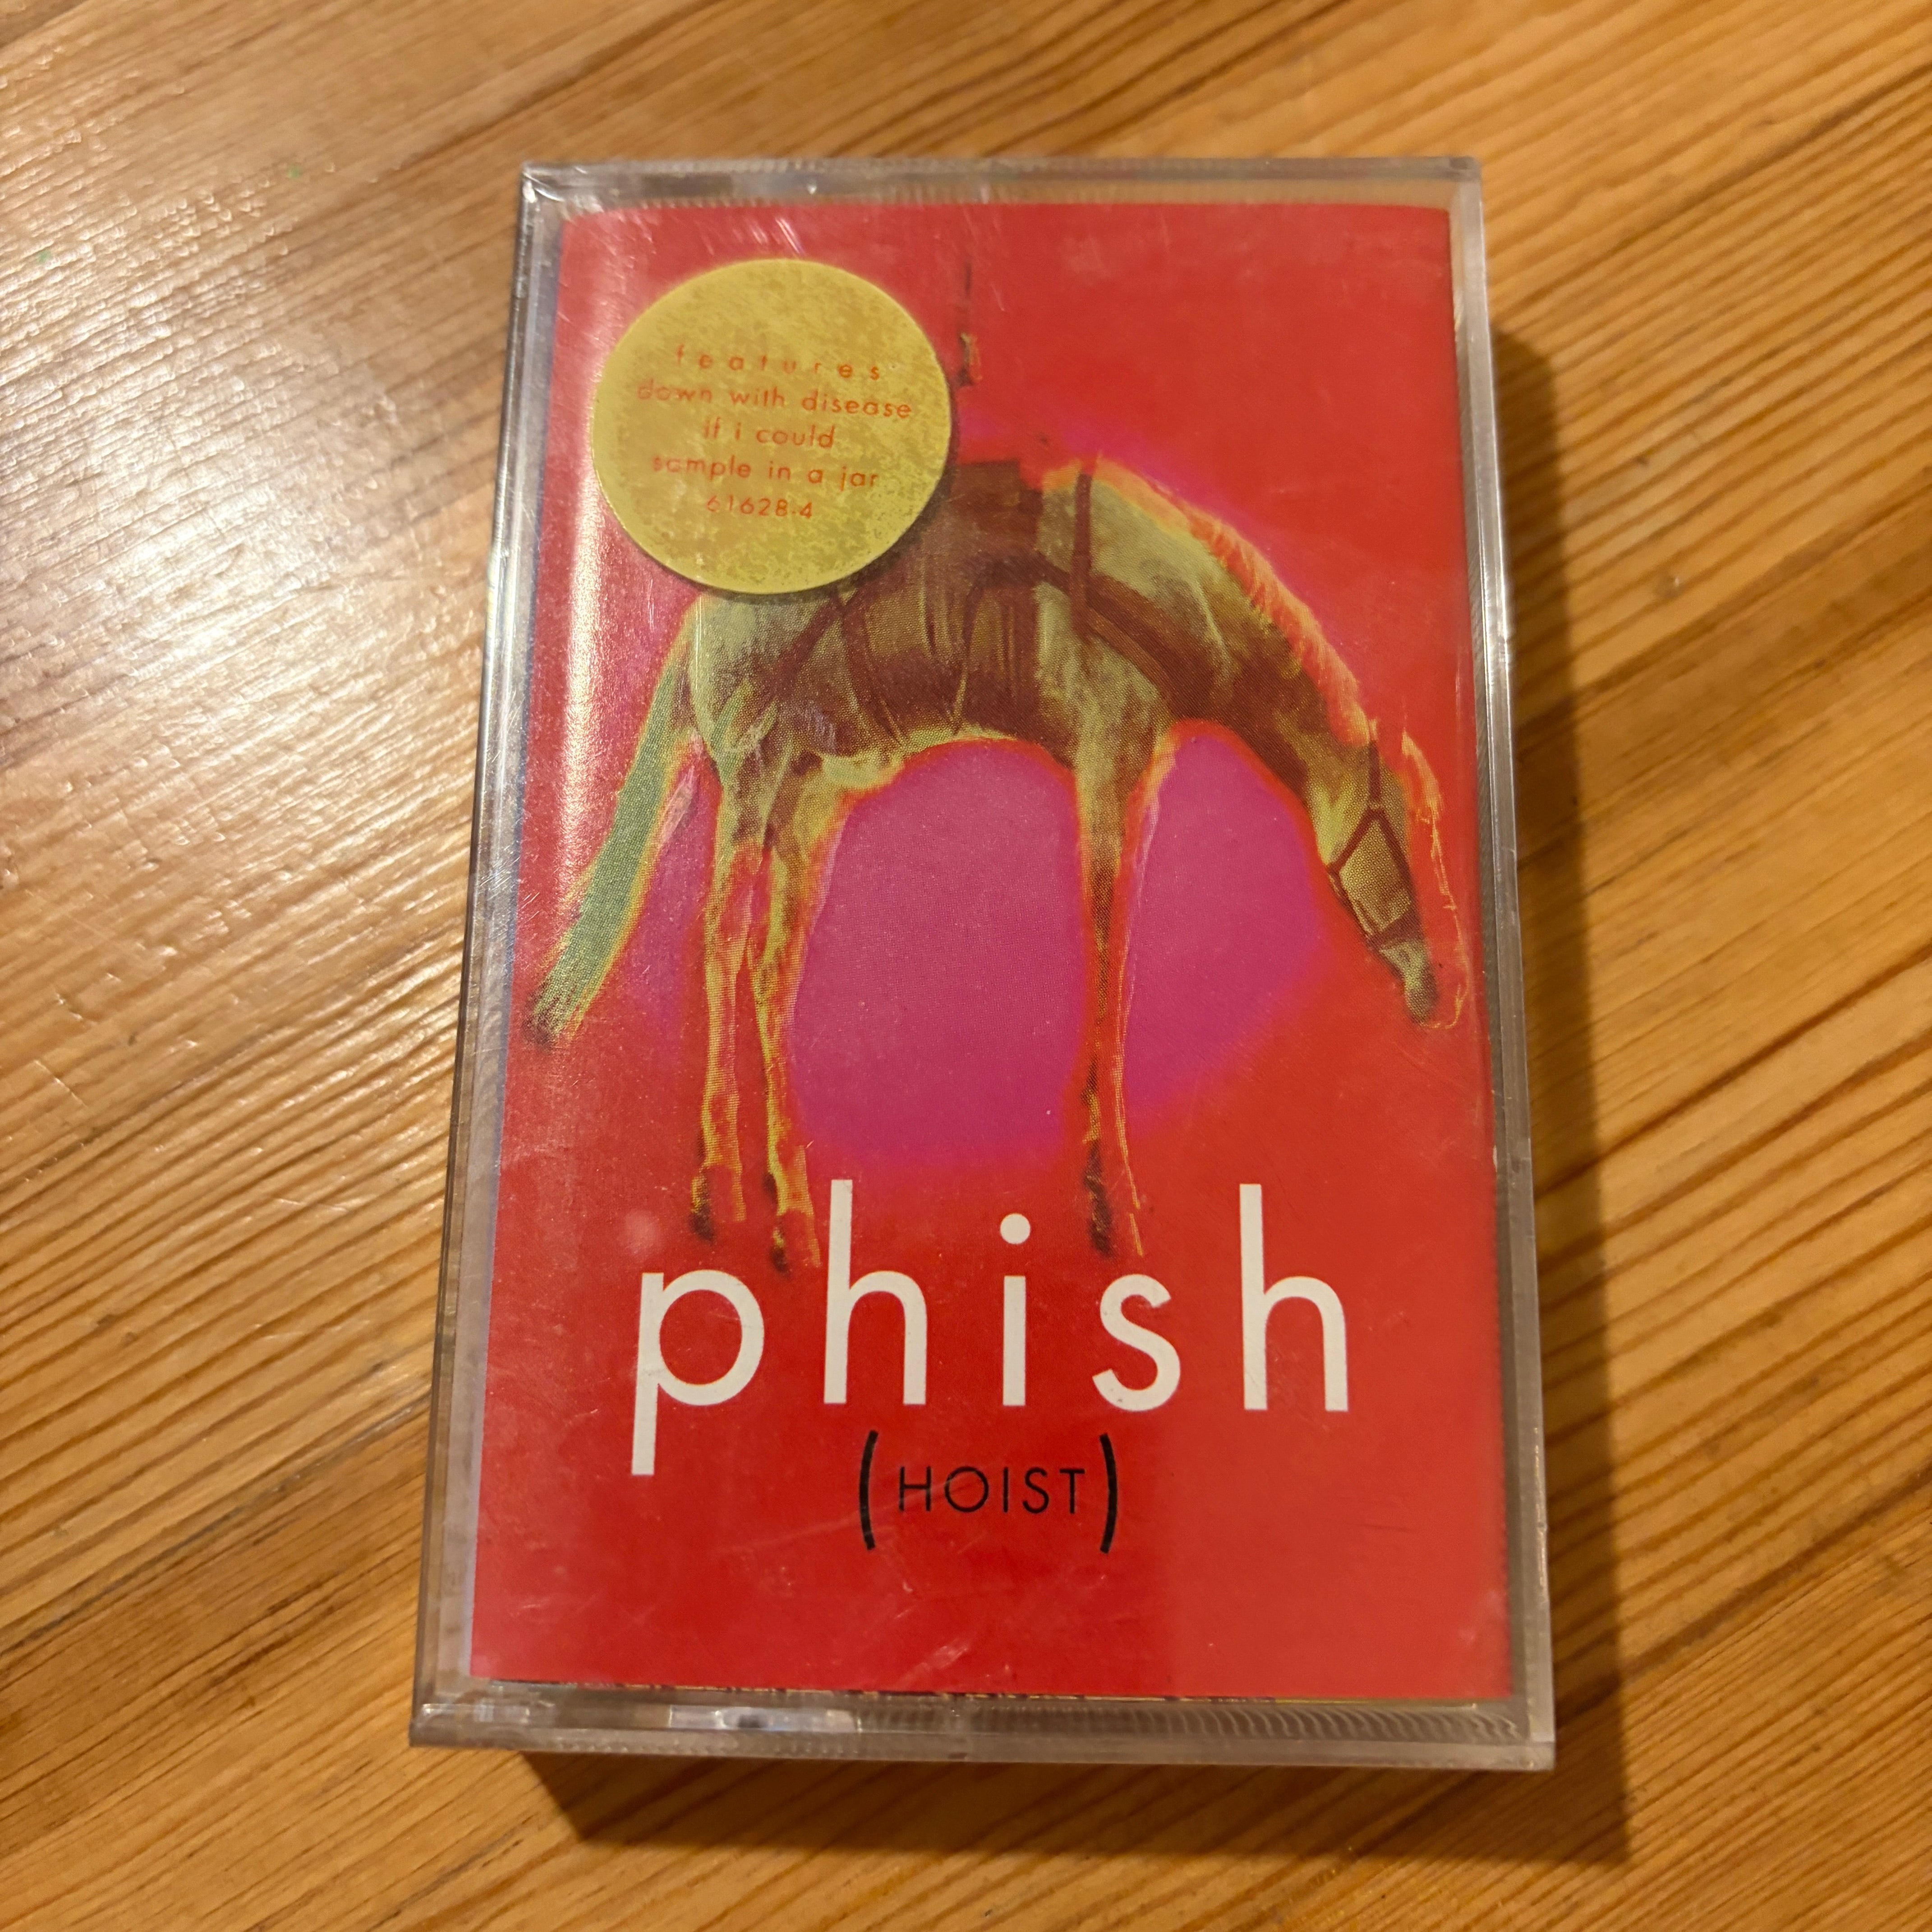 features
down with disease
if i could
sample in a jar
61628-4
phish
(HOIST)